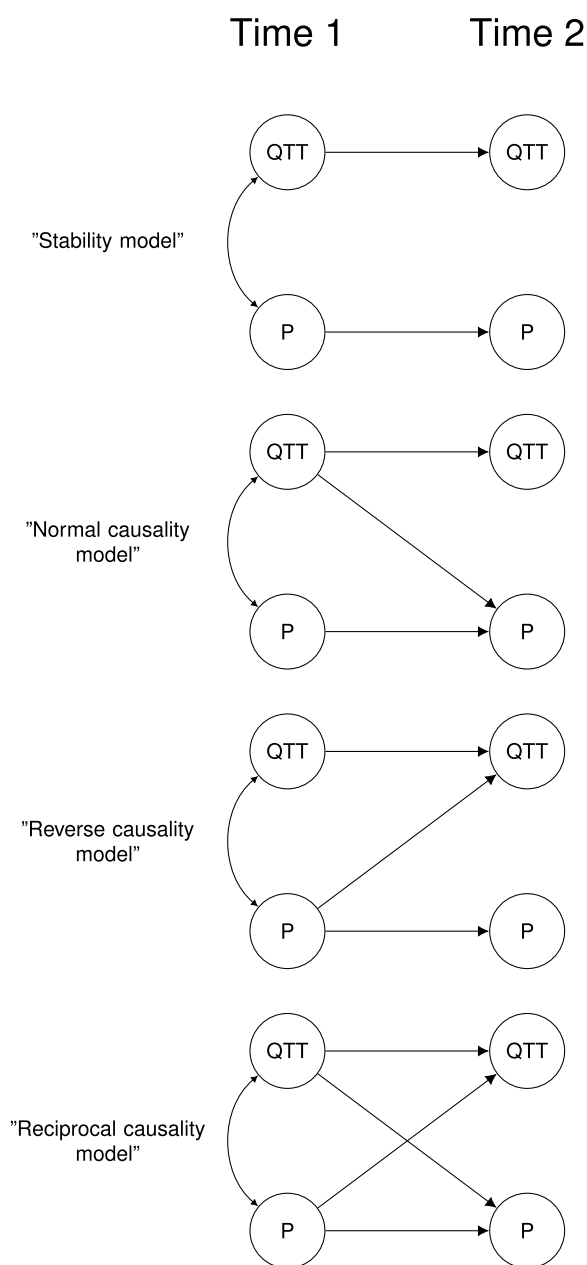 Time 1 Time 2
QTT QTT
”Stability model”
P P
QTT QTT
”Normal causality
model”
P P
QTT QTT
”Reverse causality
model”
P P
QTT QTT
”Reciprocal causality
model”
P P